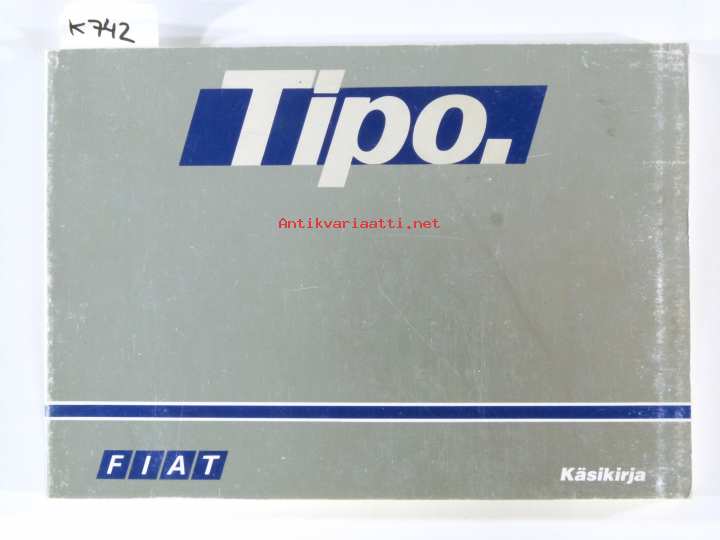 K742
Tipo.
Antikvariaatti.net
FIAT
Käsikirja